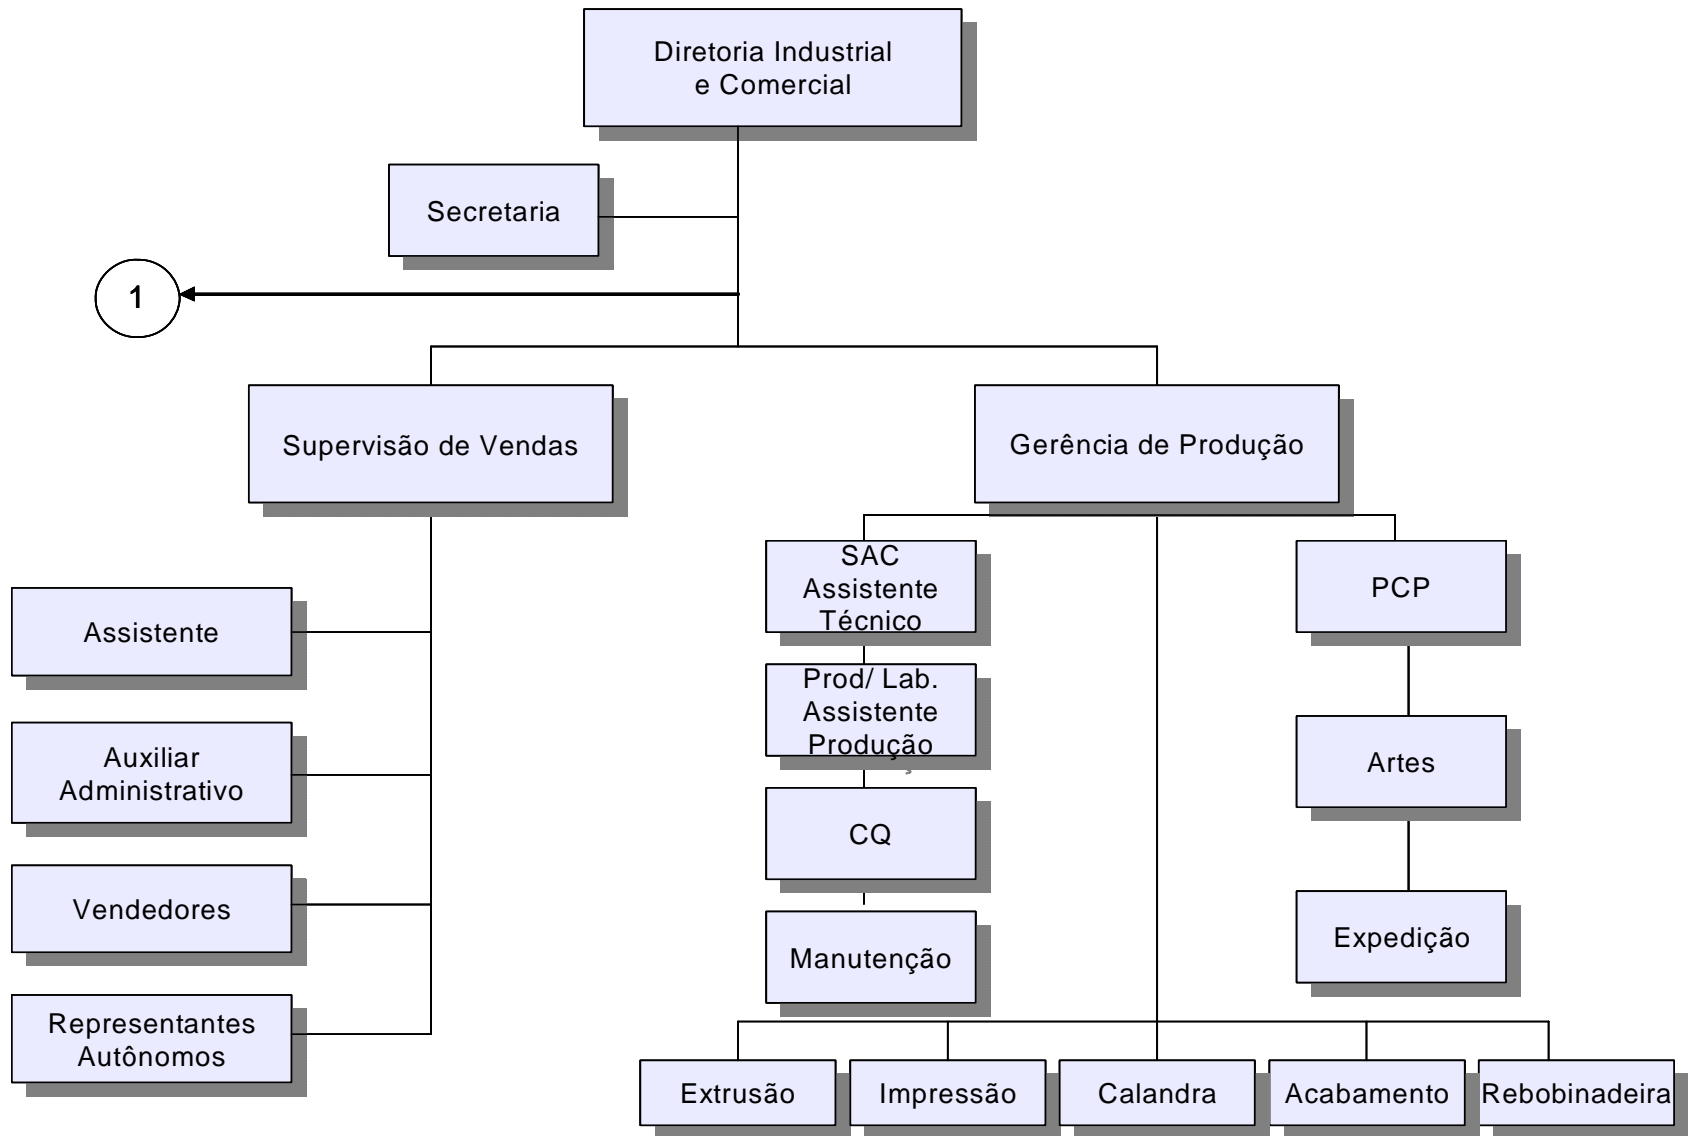 Diretoria Industrial
e Comercial
Secretaria
1
Supervisão de Vendas
Gerência de Produção
SAC
Assistente
Técnico
PCP
Assistente
Prod/ Lab.
Assistente
Produção
Auxiliar
Administrativo
Artes
CQ
Vendedores
Manutenção
Expedição
Representantes
Autônomos
Extrusão
Impressão
Calandra
Acabamento
Rebobinadeira